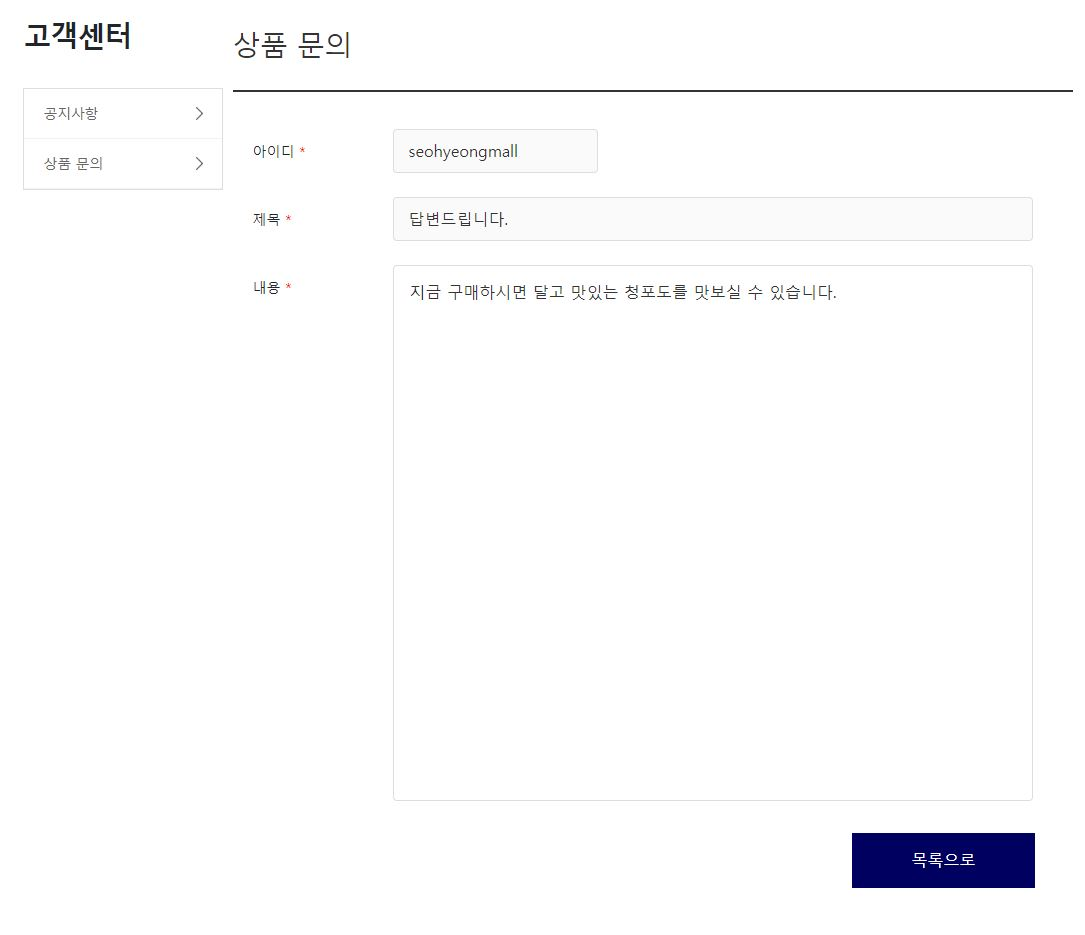 고객센터
공지사항
상품 문의
상품 문의
아이디 *
seohyeongmall
제목 *
답변드립니다.
내용 *
지금 구매하시면 달고 맛있는 청포도를 맛보실 수 있습니다.
목록으로